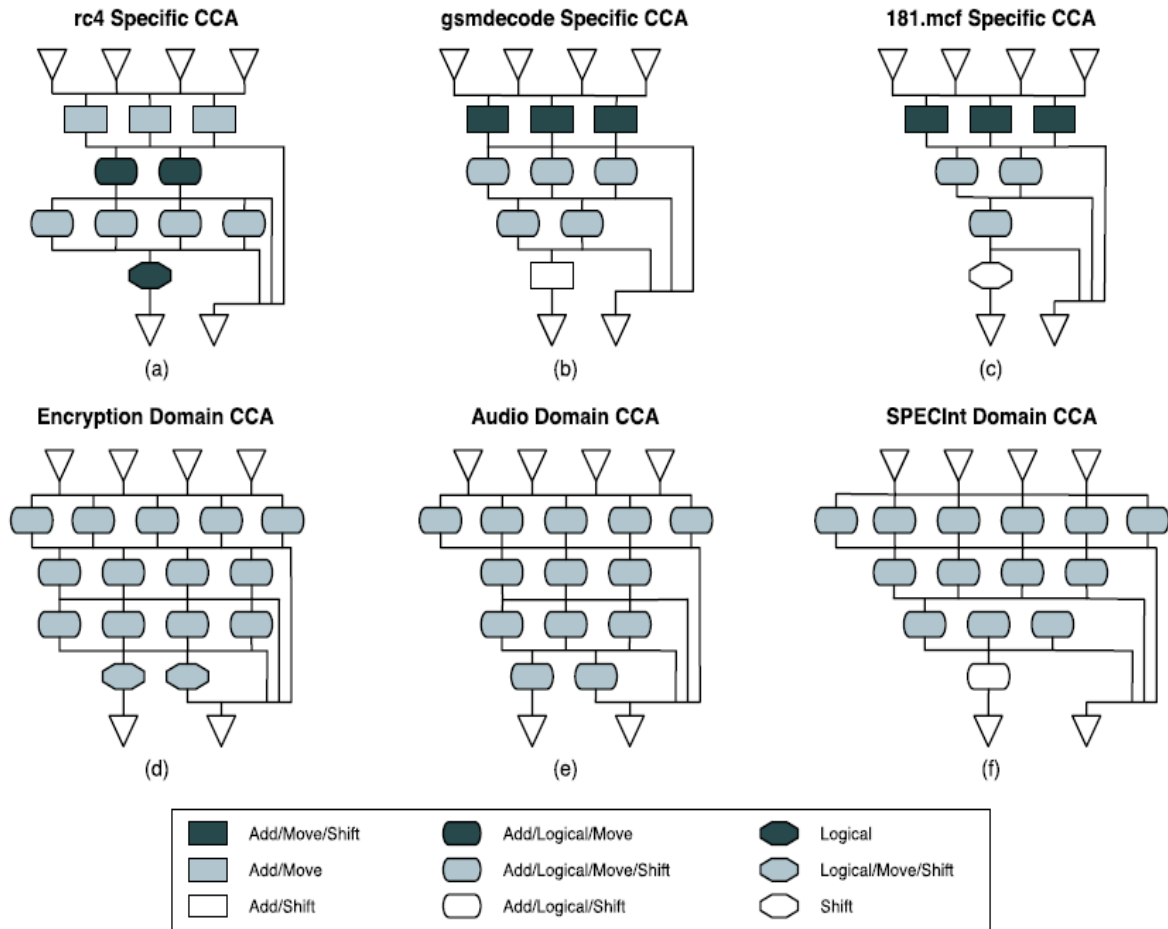 rc4 Specific CCA
gsmdecode Specific CCA
181.mcf Specific CCA
(a)
(b)
(c)
Encryption Domain CCA
Audio Domain CCA
SPECInt Domain CCA
(d)
(e)
(f)
Add/Move/Shift
Add/Logical/Move
Logical
Add/Move
Add/Logical/Move/Shift
Logical/Move/Shift
Add/Shift
Add/Logical/Shift
Shift